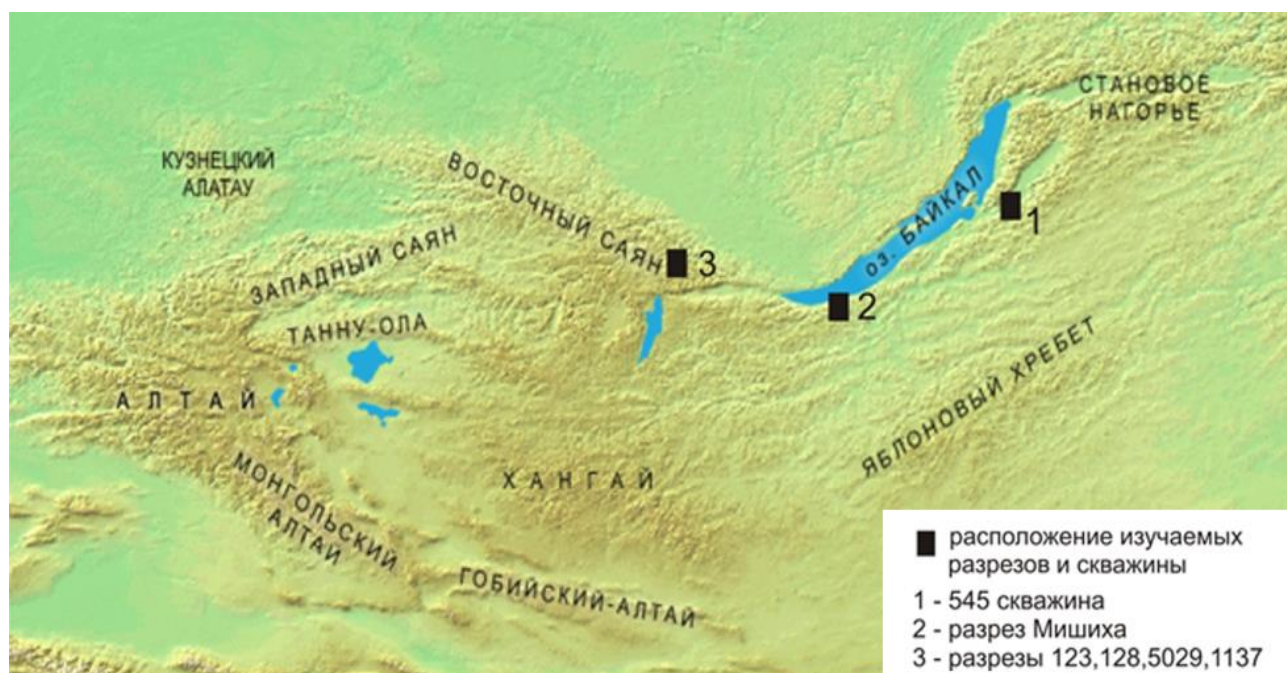 СТАНОВОЕ
НАГОРЬЕ
КУЗНЕЦКИЙ
АЛАТАУ
ВОСТОЧНЫЙ САЯН
оз. БАЙКАЛ
1
ЗАПАДНЫЙ САЯН
3
2
ТАННУ-ОЛА
АЛТАЙ
ЯБЛОНОВЫЙ ХРЕБЕТ
ХАНГАЙ
МОНГОЛЬСКИЙ
АЛТАЙ
ГОБИЙСКИЙ-АЛТАЙ
расположение изучаемых
разрезов и скважины
1 - 545 скважина
2 - разрез Мишиха
3 - разрезы 123,128,5029,1137